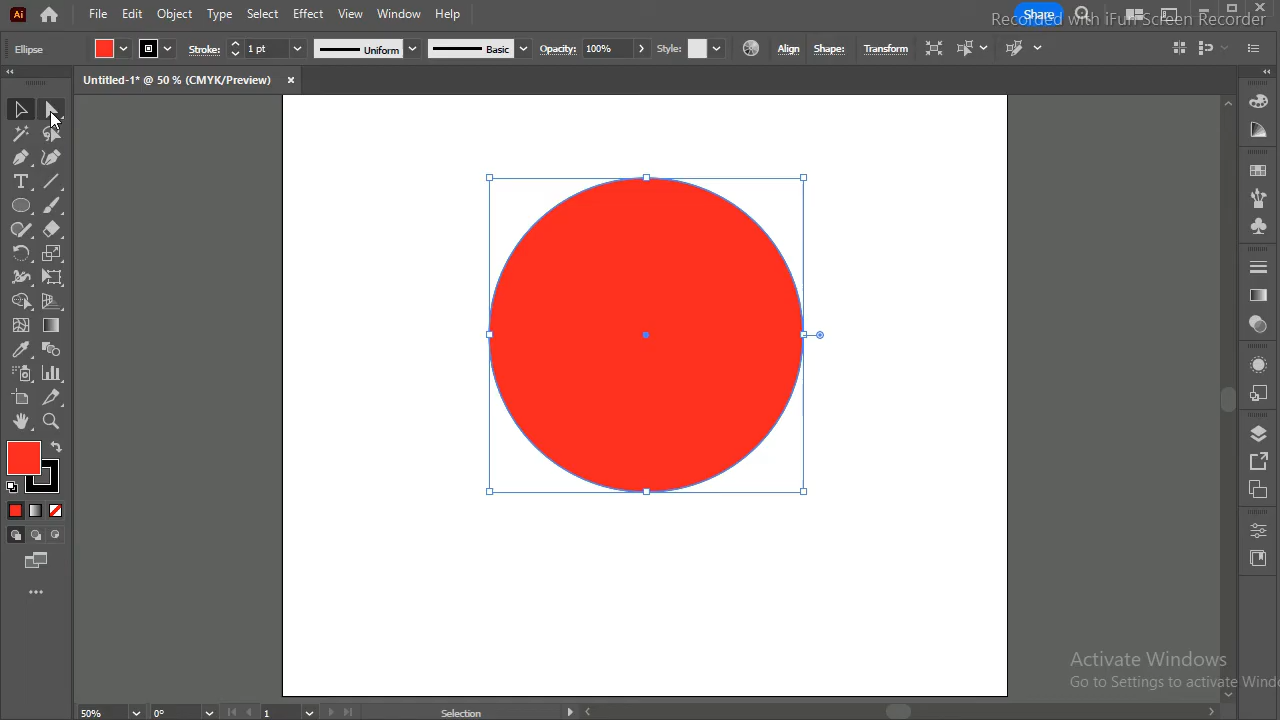 Ai File Edit Object Type Select Effect View Window Help Share
Recorded with iFun Screen Recorder
Ellipse Stroke: 1 pt Uniform Basic Opacity: 100% Style: Align Shape: Transform
Untitled-1* @ 50 % (CMYK/Preview) ×
T
Activate Windows
Go to Settings to activate Windo
50% 0° 1 Selection